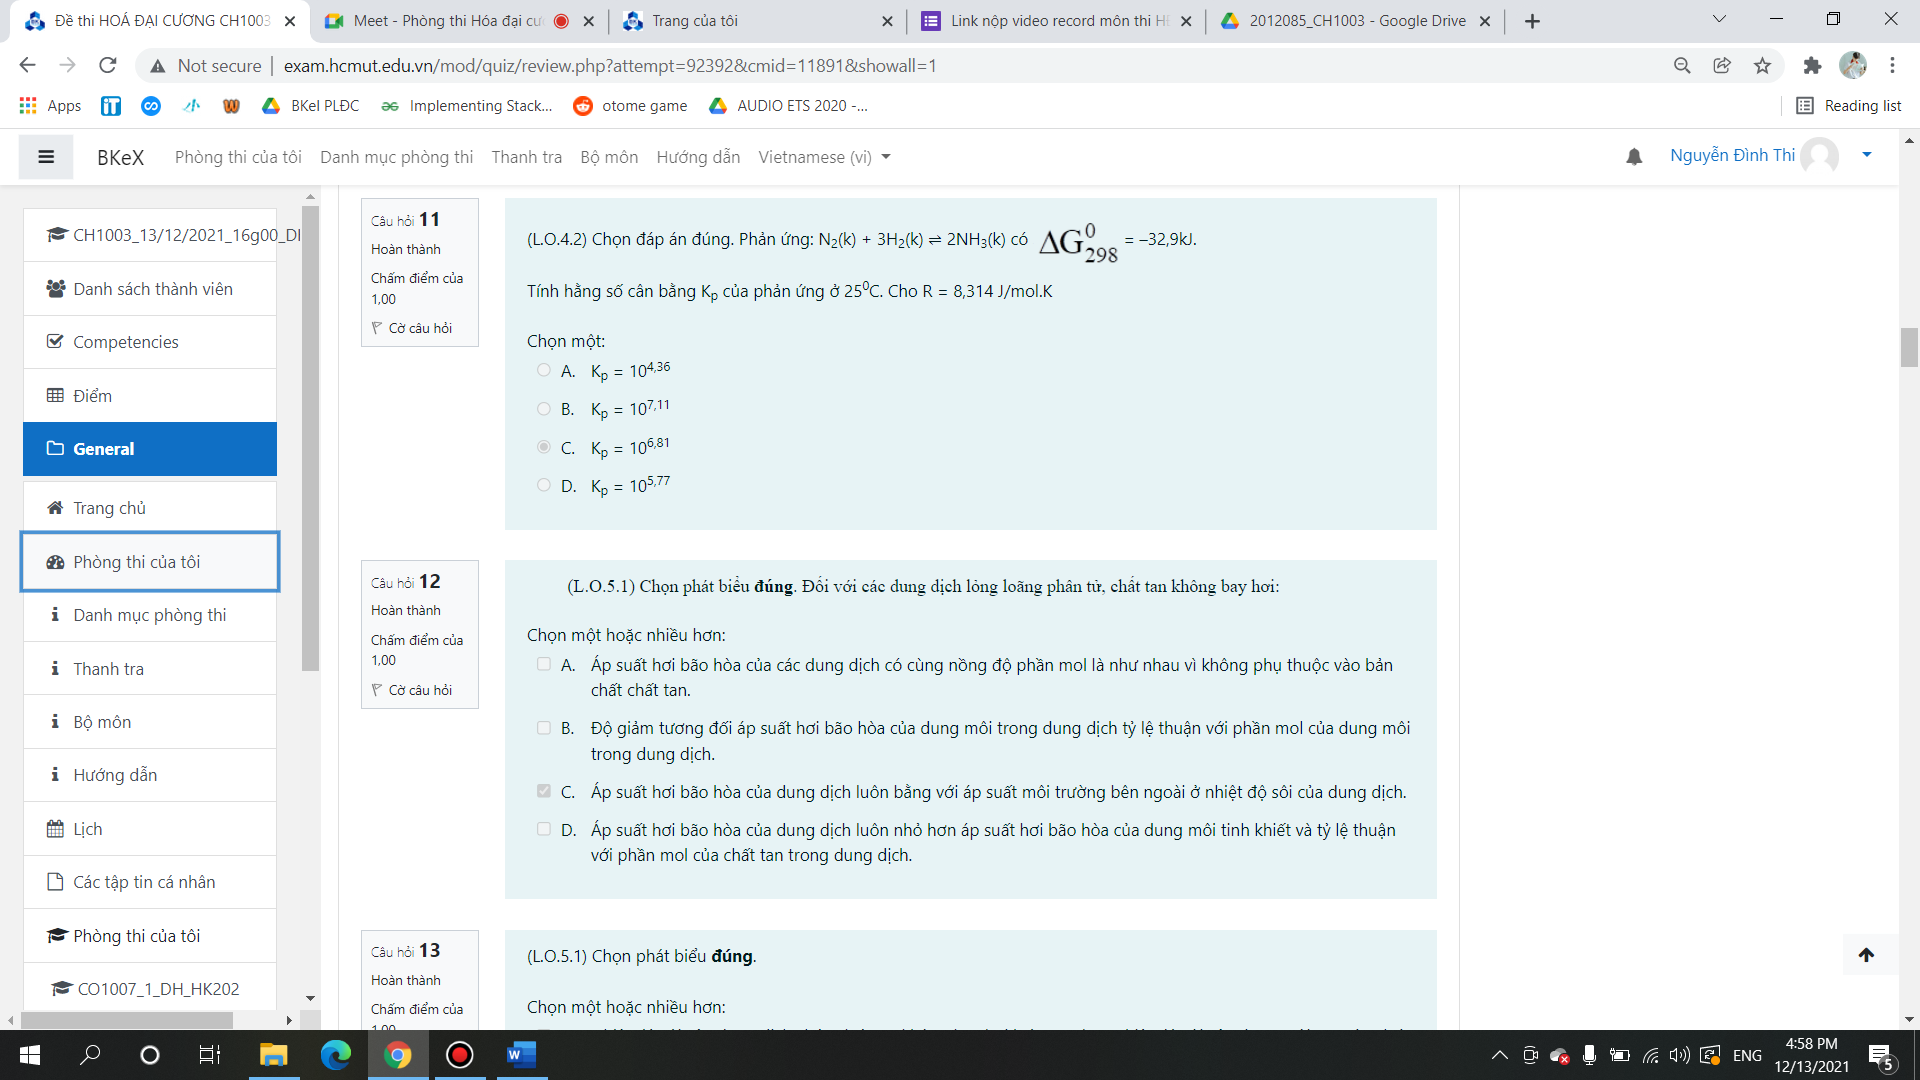 Đề thi HOÁ ĐẠI CƯƠNG CH1003
Meet - Phòng thi Hóa đại cư
Trang của tôi
Link nộp video record môn thi H
2012085_CH1003 - Google Drive
Not secure
exam.hcmut.edu.vn/mod/quiz/review.php?attempt=92392&cmid=11891&showall=1
Apps
BKeI PLĐC
Implementing Stack...
otome game
AUDIO ETS 2020 -...
Reading list
BKeX
Phòng thi của tôi
Danh mục phòng thi
Thanh tra
Bộ môn
Hướng dẫn
Vietnamese (vi)
Nguyễn Đình Thi
CH1003_13/12/2021_16g00_DI
Danh sách thành viên
Competencies
Điểm
General
Trang chủ
Phòng thi của tôi
Danh mục phòng thi
Thanh tra
Bộ môn
Hướng dẫn
Lịch
Các tập tin cá nhân
Phòng thi của tôi
CO1007_1_DH_HK202
Câu hỏi 11
Hoàn thành
Chấm điểm của
1,00
Cờ câu hỏi
(L.O.4.2) Chọn đáp án đúng. Phản ứng: N₂(k) + 3H₂(k) ⇌ 2NH₃(k) có ΔG⁰₂₉₈ = –32,9kJ.
Tính hằng số cân bằng Kₚ của phản ứng ở 25⁰C. Cho R = 8,314 J/mol.K
Chọn một:
A. Kₚ = 10^4,36
B. Kₚ = 10^7,11
C. Kₚ = 10^6,81
D. Kₚ = 10^5,77
Câu hỏi 12
Hoàn thành
Chấm điểm của
1,00
Cờ câu hỏi
(L.O.5.1) Chọn phát biểu đúng. Đối với các dung dịch lỏng loãng phân tử, chất tan không bay hơi:
Chọn một hoặc nhiều hơn:
A. Áp suất hơi bão hòa của các dung dịch có cùng nồng độ phần mol là như nhau vì không phụ thuộc vào bản
chất chất tan.
B. Độ giảm tương đối áp suất hơi bão hòa của dung môi trong dung dịch tỷ lệ thuận với phần mol của dung môi
trong dung dịch.
C. Áp suất hơi bão hòa của dung dịch luôn bằng với áp suất môi trường bên ngoài ở nhiệt độ sôi của dung dịch.
D. Áp suất hơi bão hòa của dung dịch luôn nhỏ hơn áp suất hơi bão hòa của dung môi tinh khiết và tỷ lệ thuận
với phần mol của chất tan trong dung dịch.
Câu hỏi 13
Hoàn thành
Chấm điểm của
1,00
(L.O.5.1) Chọn phát biểu đúng.
Chọn một hoặc nhiều hơn:
ENG
4:58 PM
12/13/2021
5